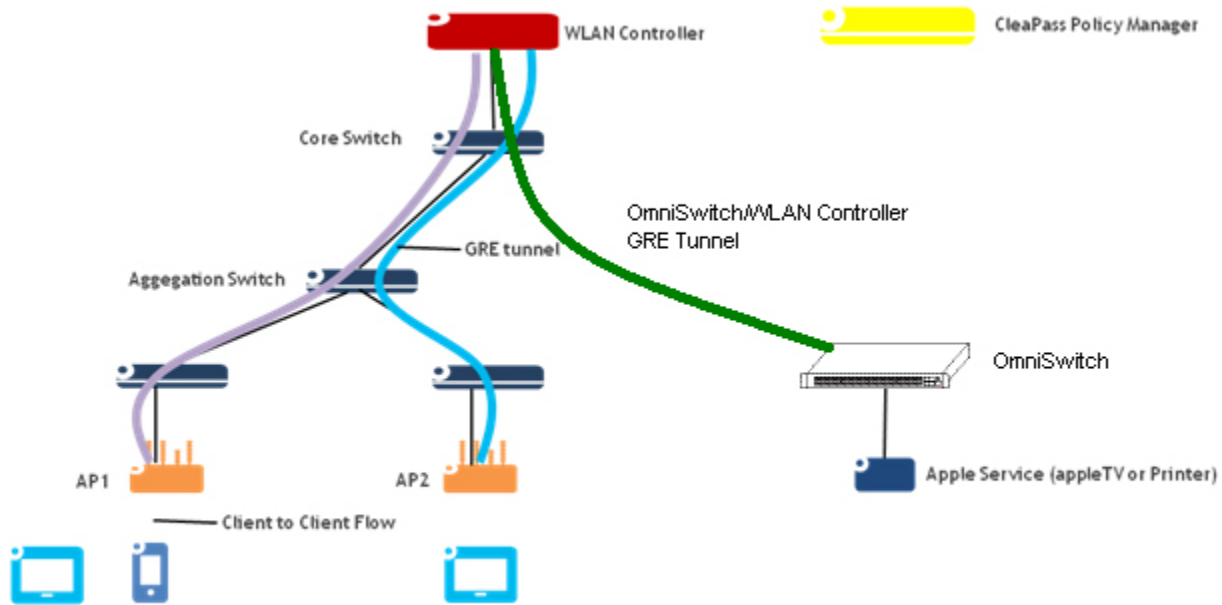 WLAN Controller
CleaPass Policy Manager
Core Switch
OmniSwitch/WLAN Controller
GRE Tunnel
GRE tunnel
Aggegation Switch
OmniSwitch
AP1
AP2
Apple Service (appleTV or Printer)
Client to Client Flow